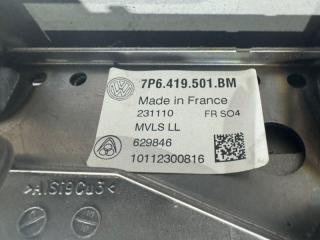 7P6.419.501.BM
Made in France
231110 FR SO4
MVLS LL
629846
10112300816
>AlSi9Cu3<